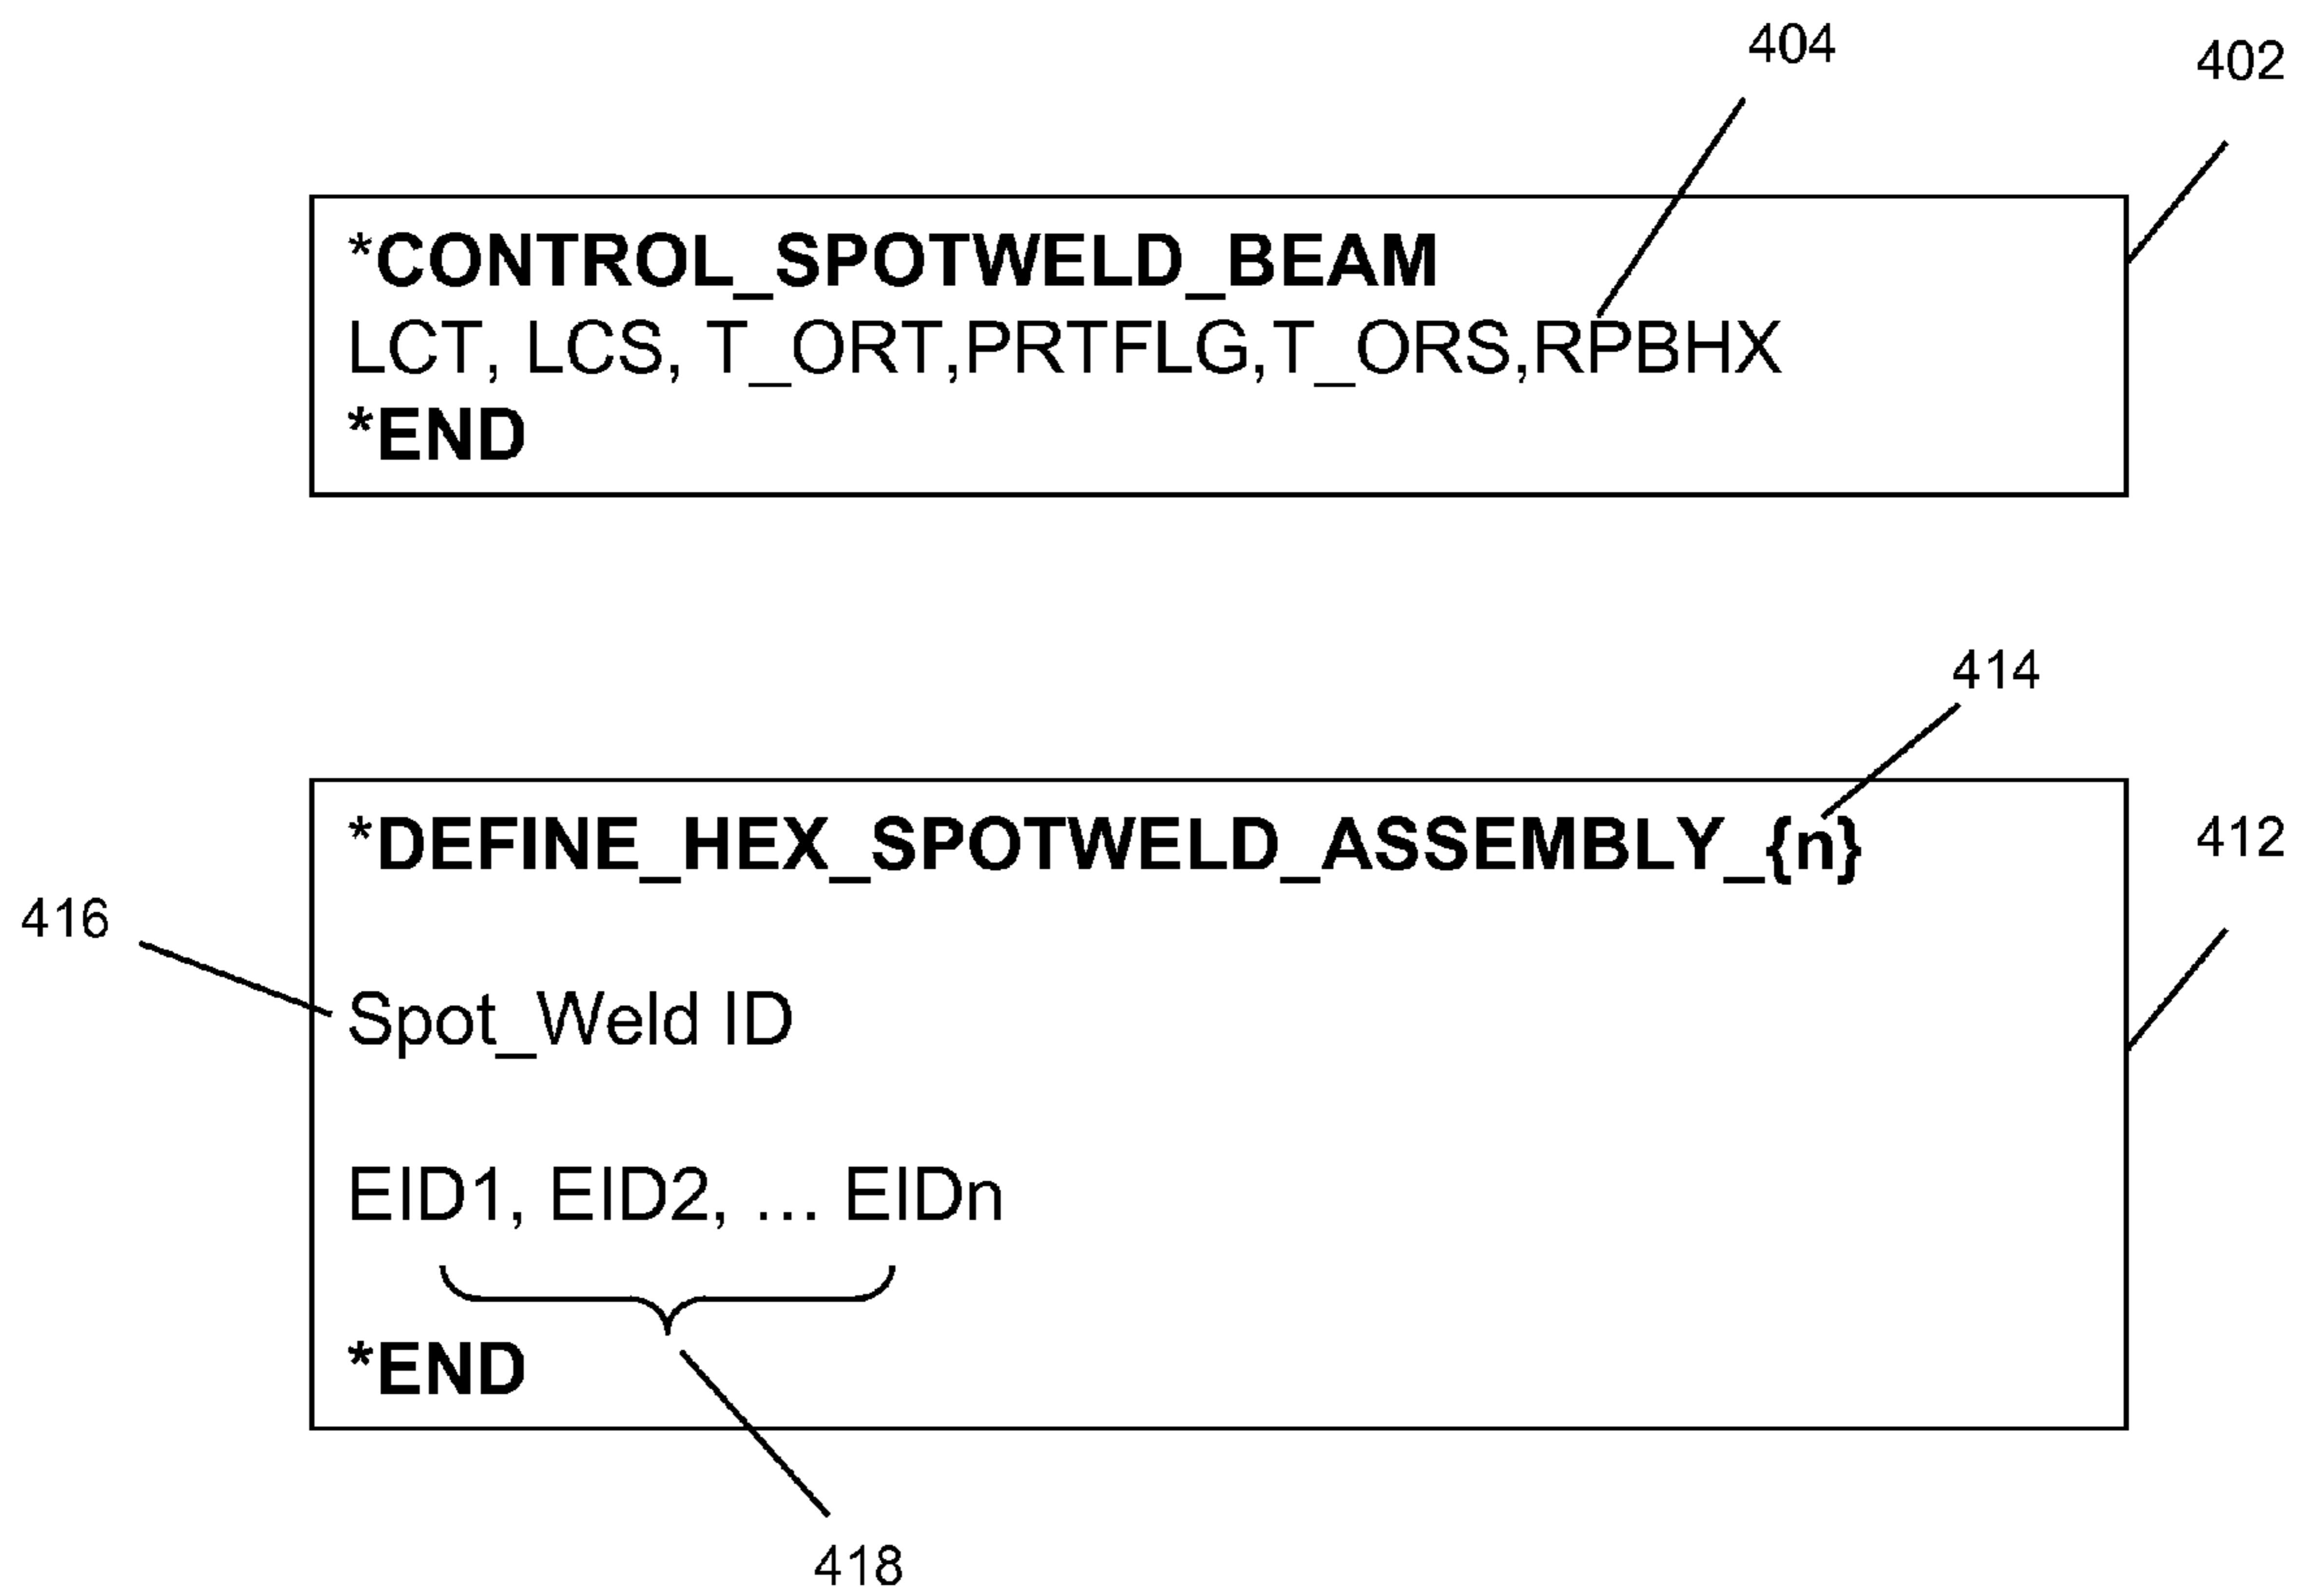 404
402
*CONTROL_SPOTWELD_BEAM
LCT, LCS, T_ORT,PRTFLG,T_ORS,RPBHX
*END
414
*DEFINE_HEX_SPOTWELD_ASSEMBLY_{n}
412
416
Spot_Weld ID
EID1, EID2, ... EIDn
*END
418